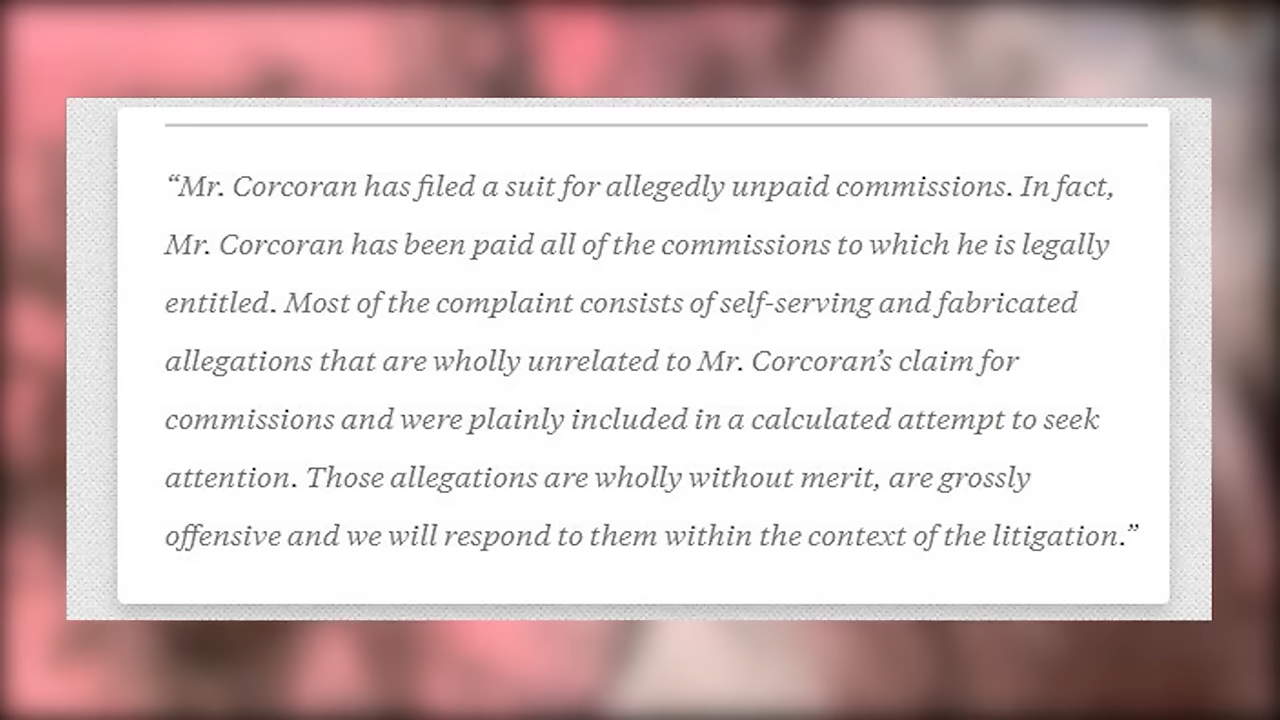 “Mr. Corcoran has filed a suit for allegedly unpaid commissions. In fact,
Mr. Corcoran has been paid all of the commissions to which he is legally
entitled. Most of the complaint consists of self-serving and fabricated
allegations that are wholly unrelated to Mr. Corcoran’s claim for
commissions and were plainly included in a calculated attempt to seek
attention. Those allegations are wholly without merit, are grossly
offensive and we will respond to them within the context of the litigation.”